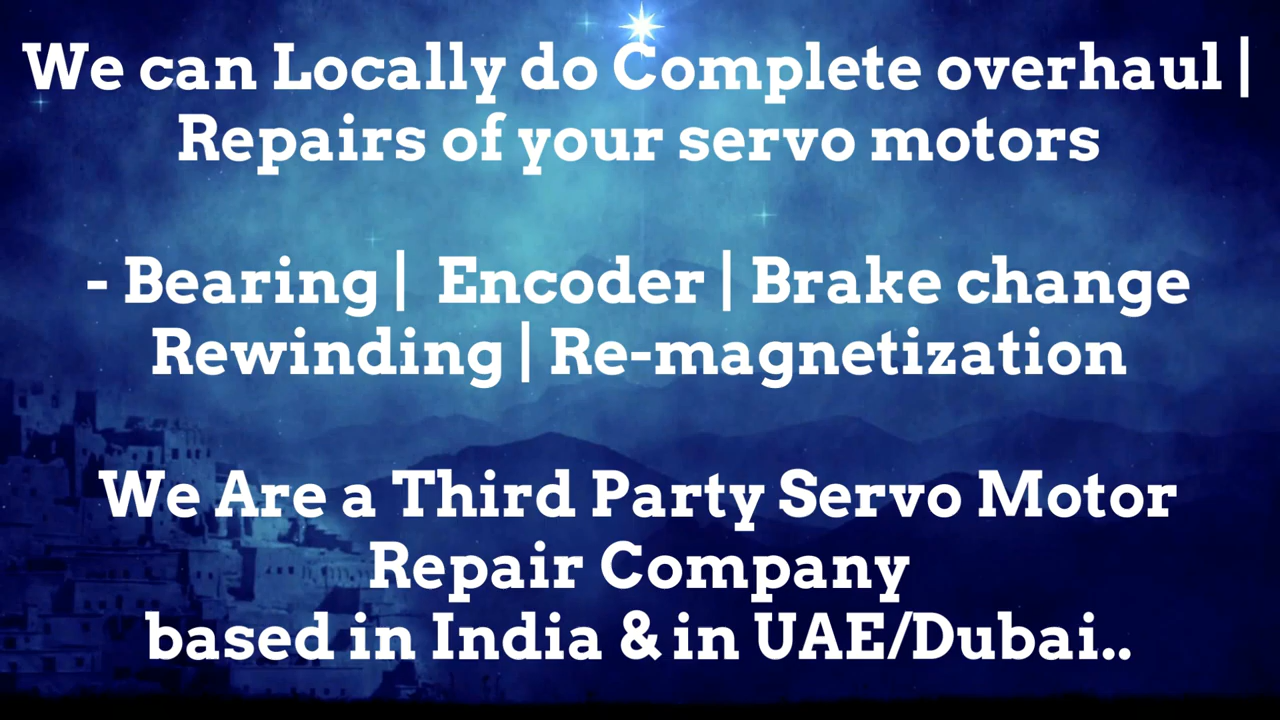 We can Locally do Complete overhaul |
Repairs of your servo motors
- Bearing | Encoder | Brake change
Rewinding | Re-magnetization
We Are a Third Party Servo Motor
Repair Company
based in India & in UAE/Dubai..